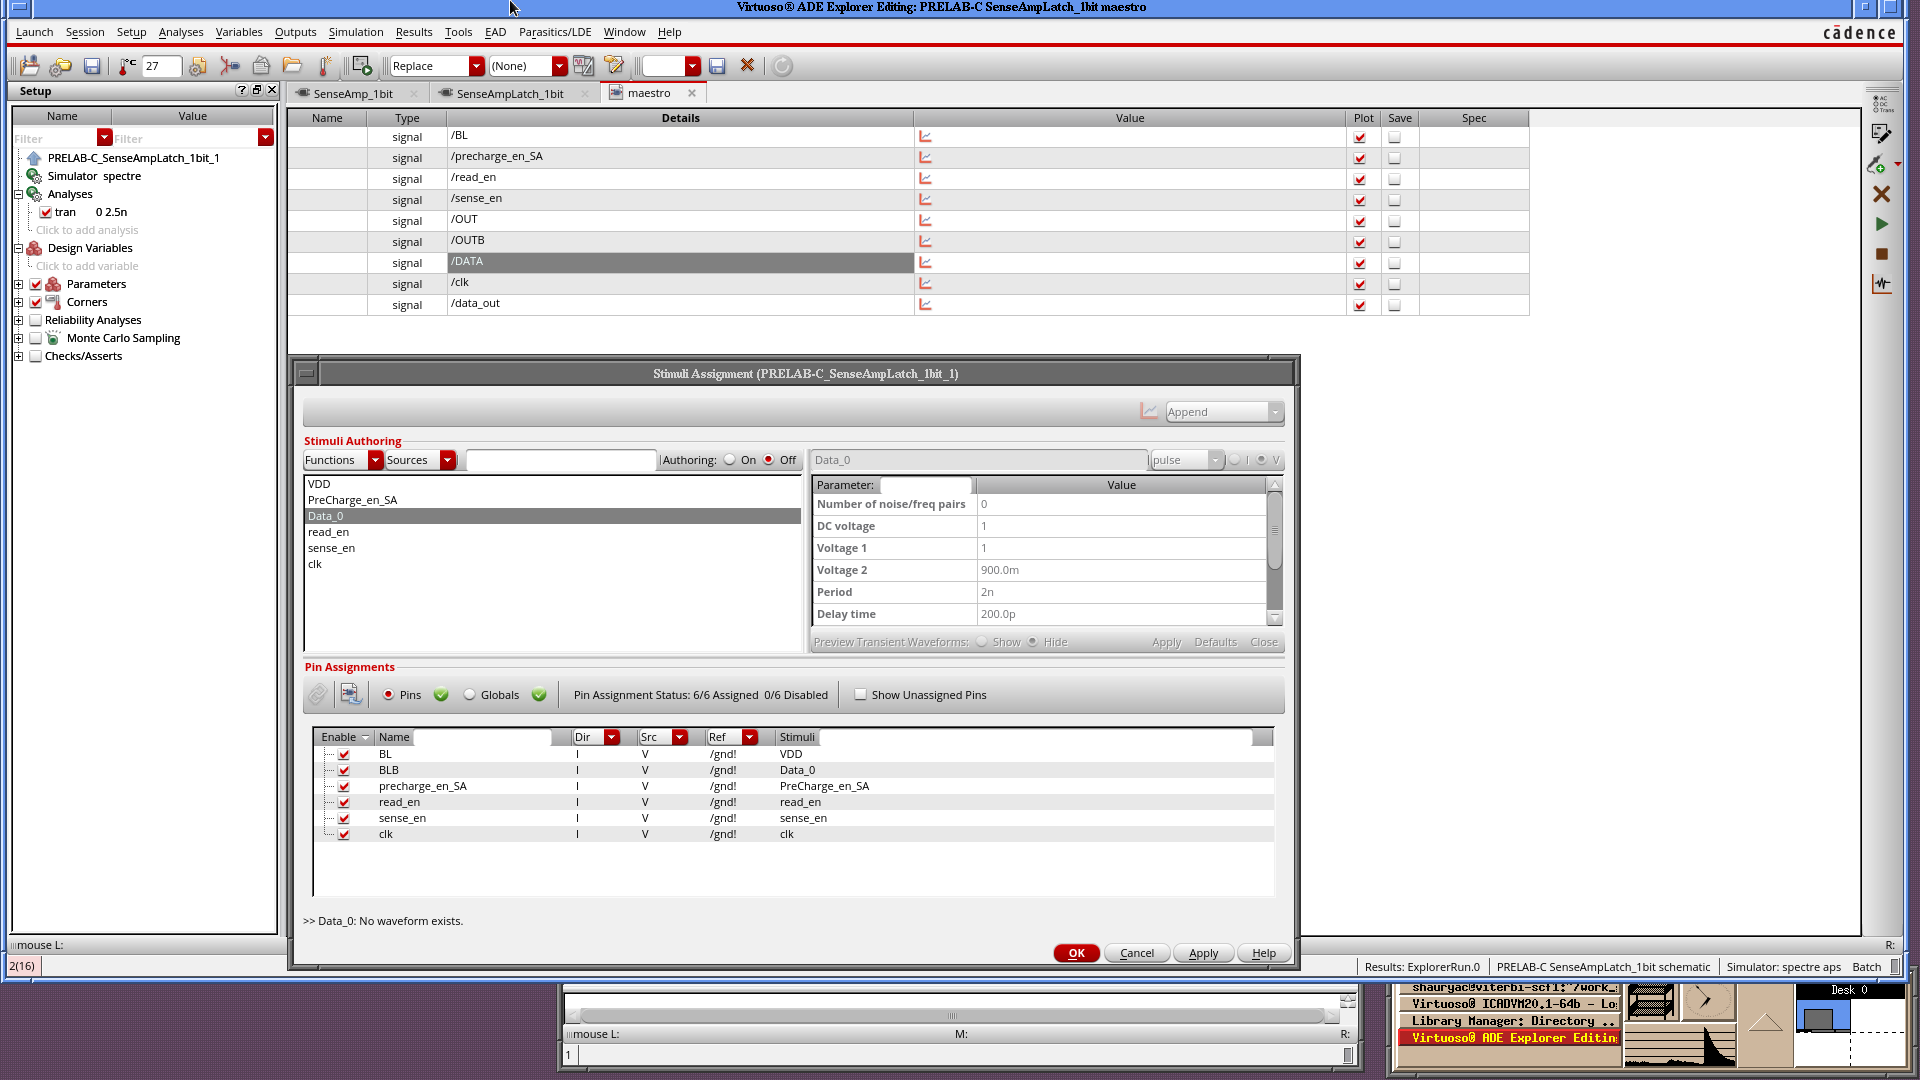 Virtuoso® ADE Explorer Editing: PRELAB-C SenseAmpLatch_1bit maestro
Launch Session Setup Analyses Variables Outputs Simulation Results Tools EAD Parasitics/LDE Window Help cādence
°C 27 Replace (None)
Setup ? SenseAmp_1bit SenseAmpLatch_1bit maestro
Name Value
Filter Filter
PRELAB-C_SenseAmpLatch_1bit_1
Simulator spectre
Analyses
tran 0 2.5n
Click to add analysis
Design Variables
Click to add variable
Parameters
Corners
Reliability Analyses
Monte Carlo Sampling
Checks/Asserts
Name Type Details Value Plot Save Spec
signal /BL
signal /precharge_en_SA
signal /read_en
signal /sense_en
signal /OUT
signal /OUTB
signal /DATA
signal /clk
signal /data_out
AC
DC
Trans
Stimuli Assignment (PRELAB-C_SenseAmpLatch_1bit_1)
Append
Stimuli Authoring
Functions Sources Authoring: On Off Data_0 pulse I V
VDD
PreCharge_en_SA
Data_0
read_en
sense_en
clk
Parameter: Value
Number of noise/freq pairs 0
DC voltage 1
Voltage 1 1
Voltage 2 900.0m
Period 2n
Delay time 200.0p
Preview Transient Waveforms: Show Hide Apply Defaults Close
Pin Assignments
Pins Globals Pin Assignment Status: 6/6 Assigned 0/6 Disabled Show Unassigned Pins
Enable Name Dir Src Ref Stimuli
BL I V /gnd! VDD
BLB I V /gnd! Data_0
precharge_en_SA I V /gnd! PreCharge_en_SA
read_en I V /gnd! read_en
sense_en I V /gnd! sense_en
clk I V /gnd! clk
>> Data_0: No waveform exists.
OK Cancel Apply Help
mouse L: R:
2(16) Results: ExplorerRun.0 PRELAB-C SenseAmpLatch_1bit schematic Simulator: spectre aps Batch
mouse L: M: R:
1
shauryac@viterbi-scf1:~/work_
Virtuoso® ICADVM20.1-64b - Lo
Library Manager: Directory ..
Virtuoso® ADE Explorer Editin
Desk 0